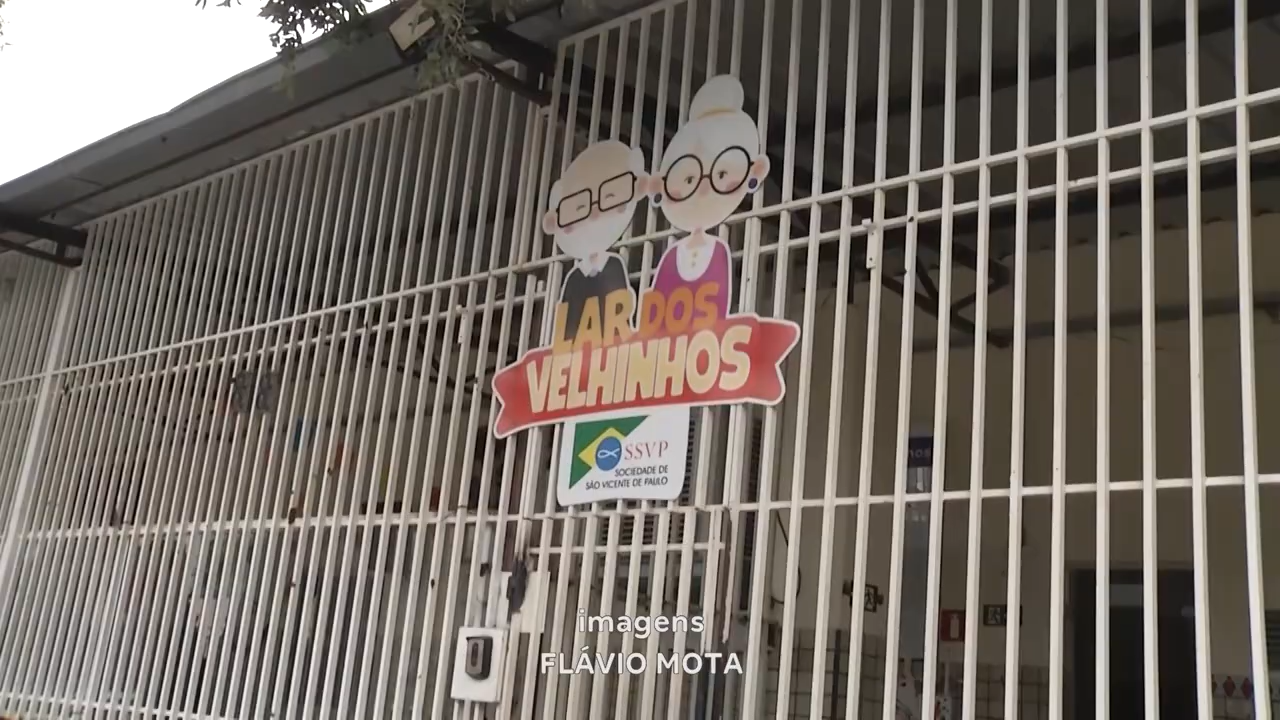 LAR DOS
VELHINHOS
SSVP
SOCIEDADE DE
SÃO VICENTE DE PAULO
imagens
FLÁVIO MOTA